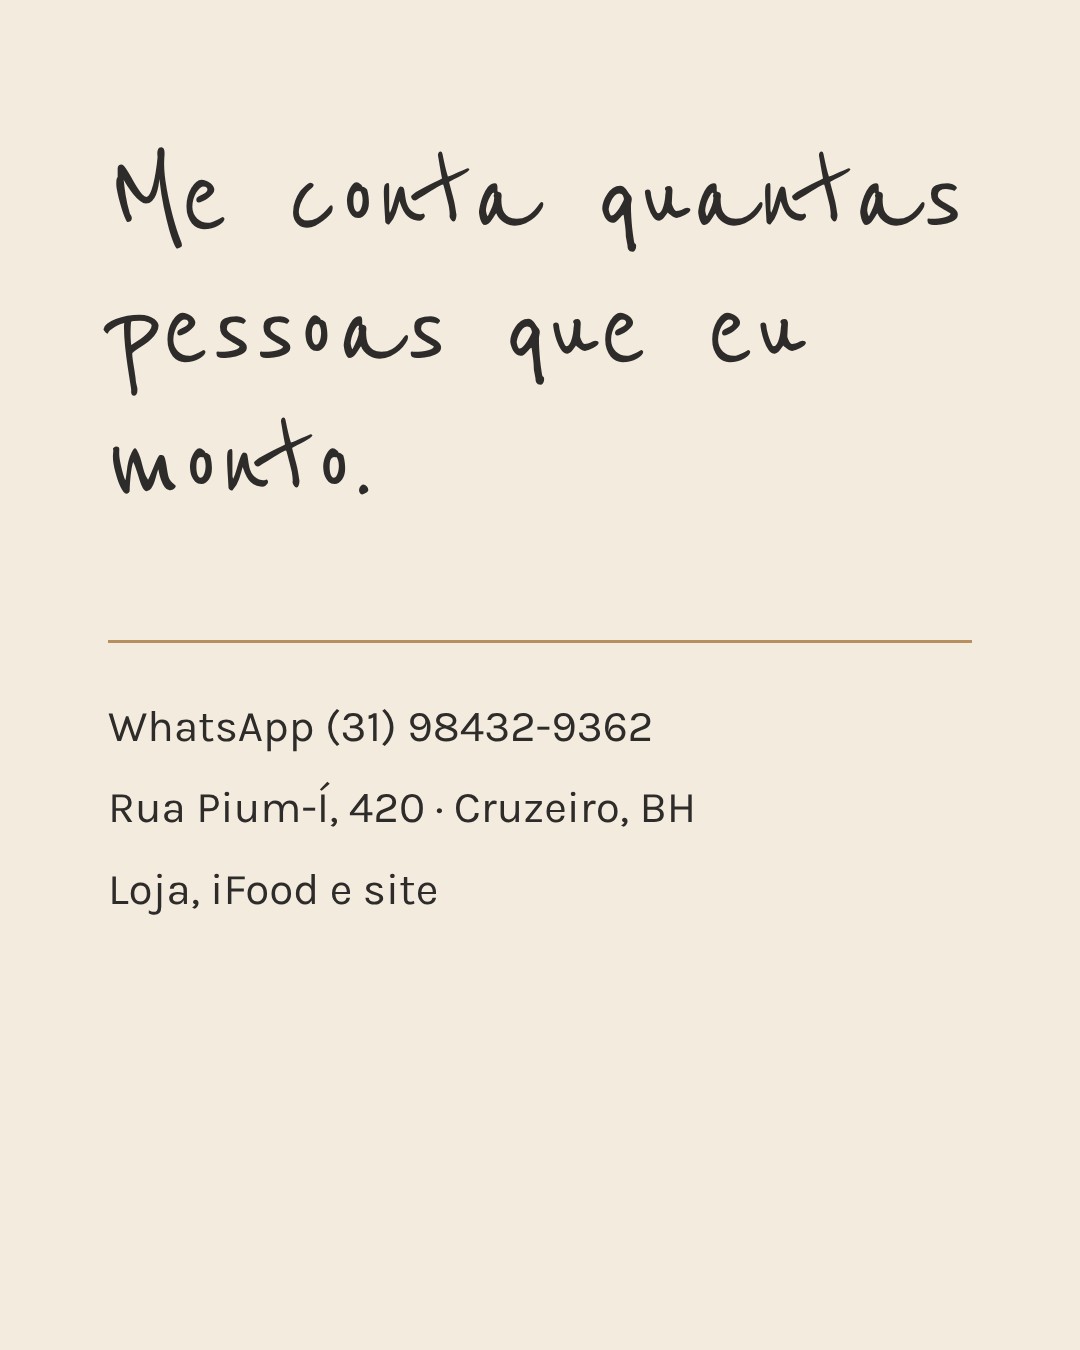 Me conta quantas
pessoas que eu
monto.
WhatsApp (31) 98432-9362
Rua Pium-Í, 420 · Cruzeiro, BH
Loja, iFood e site